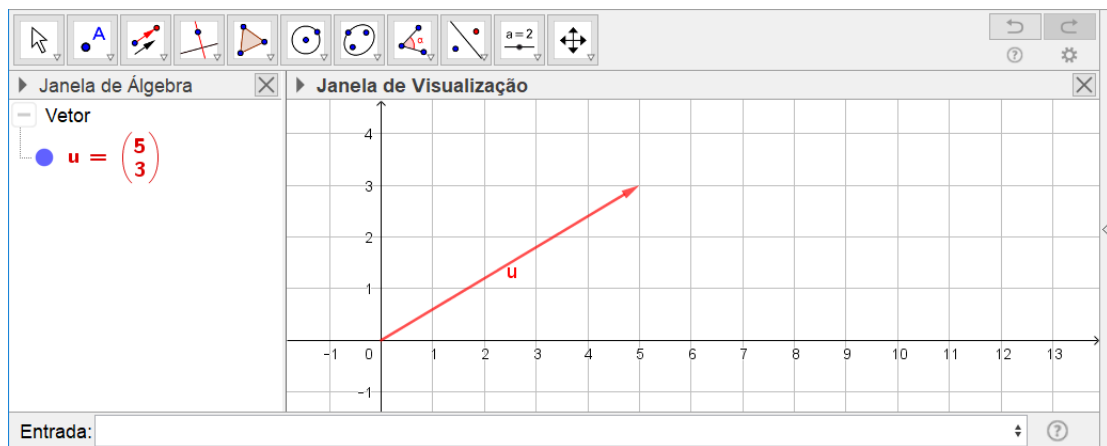 A
α
a = 2
Janela de Álgebra
Janela de Visualização
Vetor
u = (5
3)
4
3
2
1
u
-1 0 1 2 3 4 5 6 7 8 9 10 11 12 13
-1
Entrada: